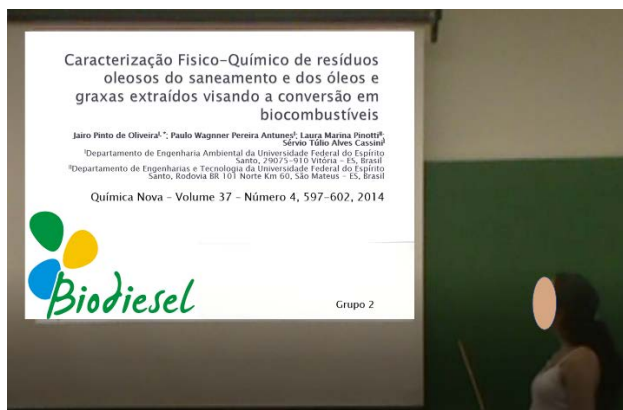 Caracterização Fisico-Químico de resíduos
oleosos do saneamento e dos óleos e
graxas extraídos visando a conversão em
biocombustíveis
Jairo Pinto de Oliveira I,*; Paulo Wagnner Pereira Antunes I; Laura Marina Pinotti II;
Sérvio Túlio Alves Cassini I
I Departamento de Engenharia Ambiental da Universidade Federal do Espírito
Santo, 29075-910 Vitória - ES, Brasil
II Departamento de Engenharias e Tecnologia da Universidade Federal do Espírito
Santo, Rodovia BR 101 Norte Km 60, São Mateus - ES, Brasil
Química Nova - Volume 37 - Número 4, 597-602, 2014
Biodiesel
Grupo 2